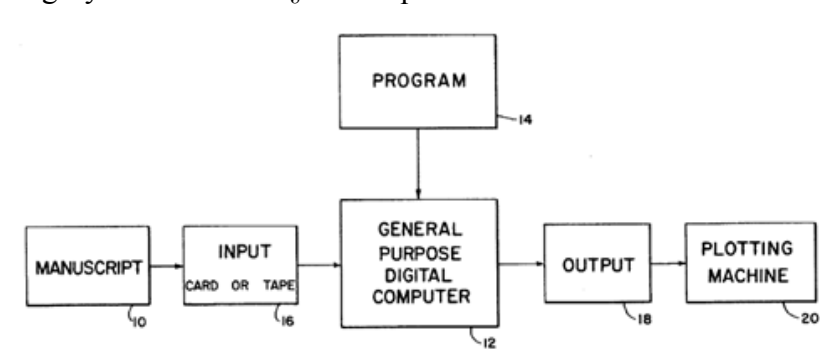 PROGRAM
14
MANUSCRIPT
10
INPUT
CARD OR TAPE
16
GENERAL
PURPOSE
DIGITAL
COMPUTER
12
OUTPUT
18
PLOTTING
MACHINE
20